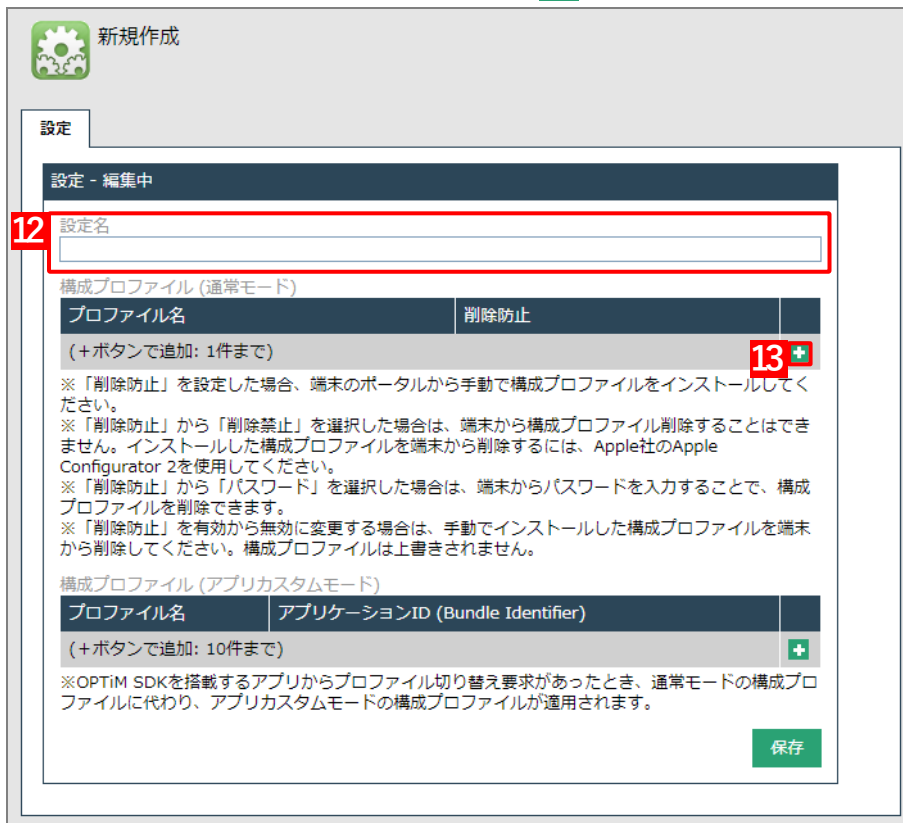 新規作成
設定
設定 - 編集中
12
設定名
構成プロファイル (通常モード)
プロファイル名 削除防止
(+ボタンで追加: 1件まで)
13
※「削除防止」を設定した場合、端末のポータルから手動で構成プロファイルをインストールしてく
ださい。
※「削除防止」から「削除禁止」を選択した場合は、端末から構成プロファイル削除することはでき
ません。インストールした構成プロファイルを端末から削除するには、Apple社のApple
Configurator 2を使用してください。
※「削除防止」から「パスワード」を選択した場合は、端末からパスワードを入力することで、構成
プロファイルを削除できます。
※「削除防止」を有効から無効に変更する場合は、手動でインストールした構成プロファイルを端末
から削除してください。構成プロファイルは上書きされません。
構成プロファイル (アプリカスタムモード)
プロファイル名 アプリケーションID (Bundle Identifier)
(+ボタンで追加: 10件まで)
※OPTiM SDKを搭載するアプリからプロファイル切り替え要求があったとき、通常モードの構成プロ
ファイルに代わり、アプリカスタムモードの構成プロファイルが適用されます。
保存